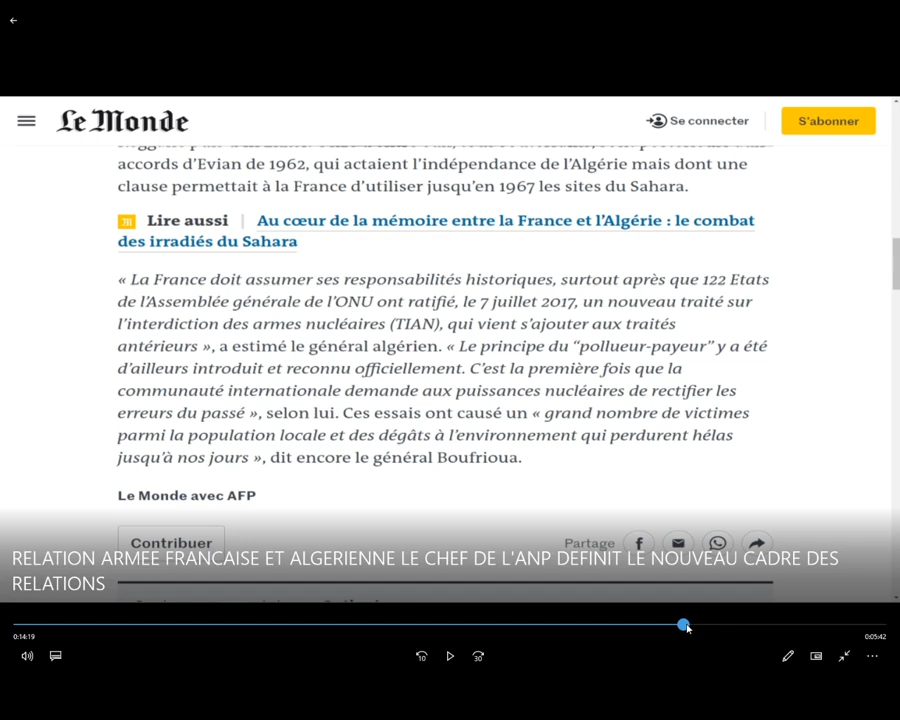 Le Monde
Se connecter
S'abonner
accords d'Evian de 1962, qui actaient l'indépendance de l'Algérie mais dont une
clause permettait à la France d'utiliser jusqu'en 1967 les sites du Sahara.
Lire aussi | Au cœur de la mémoire entre la France et l'Algérie : le combat
des irradiés du Sahara
« La France doit assumer ses responsabilités historiques, surtout après que 122 Etats
de l'Assemblée générale de l'ONU ont ratifié, le 7 juillet 2017, un nouveau traité sur
l'interdiction des armes nucléaires (TIAN), qui vient s'ajouter aux traités
antérieurs », a estimé le général algérien. « Le principe du “pollueur-payeur” y a été
d'ailleurs introduit et reconnu officiellement. C'est la première fois que la
communauté internationale demande aux puissances nucléaires de rectifier les
erreurs du passé », selon lui. Ces essais ont causé un « grand nombre de victimes
parmi la population locale et des dégâts à l'environnement qui perdurent hélas
jusqu'à nos jours », dit encore le général Boufrioua.
Le Monde avec AFP
Contribuer
Partage
RELATION ARMEE FRANCAISE ET ALGERIENNE LE CHEF DE L'ANP DEFINIT LE NOUVEAU CADRE DES
RELATIONS
0:14:19
0:05:42
10
30